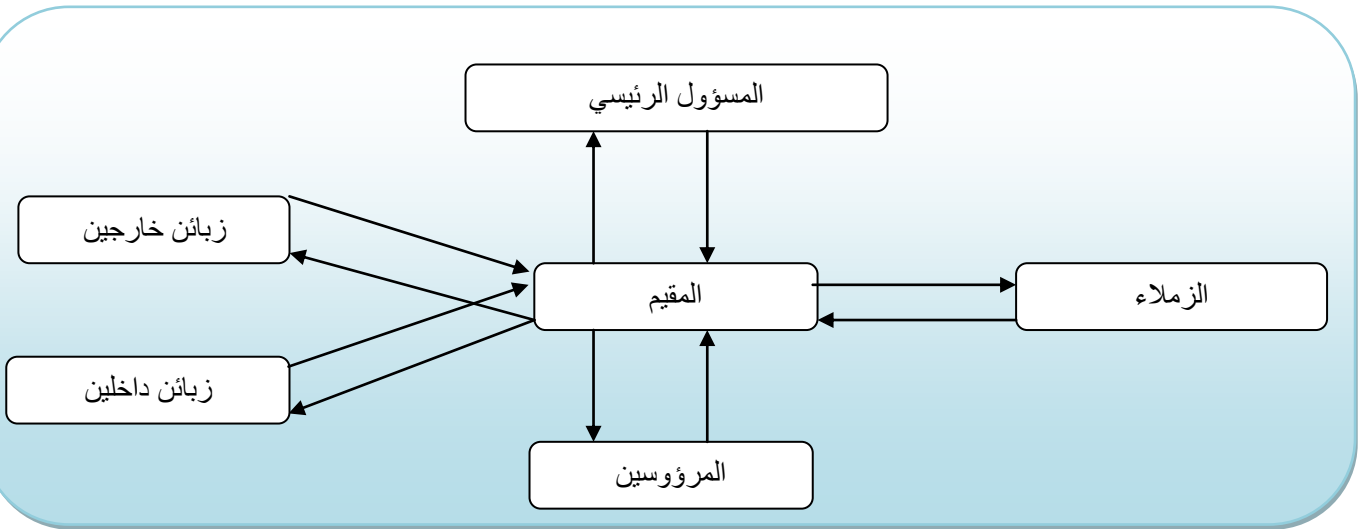 المسؤول الرئيسي
زبائن خارجين
المقيم
الزملاء
زبائن داخلين
المرؤوسين